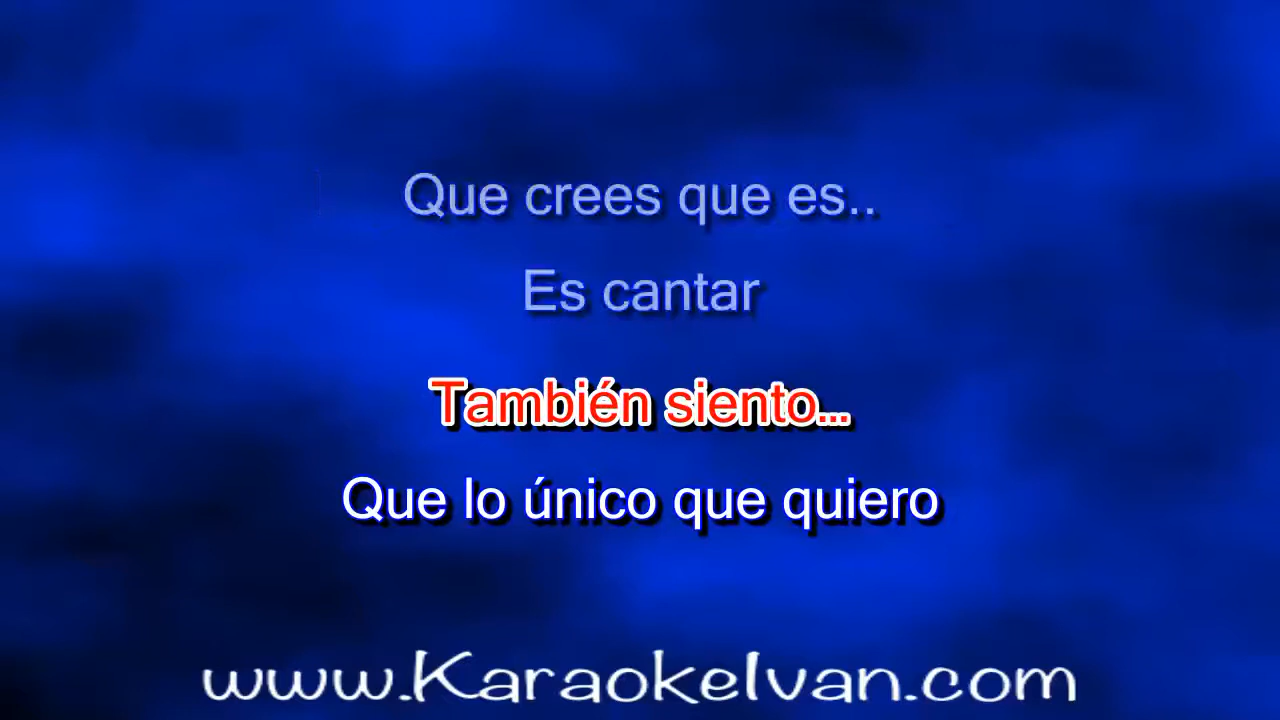 Que crees que es..
Es cantar
También siento...
Que lo único que quiero
www.KaraokeIvan.com